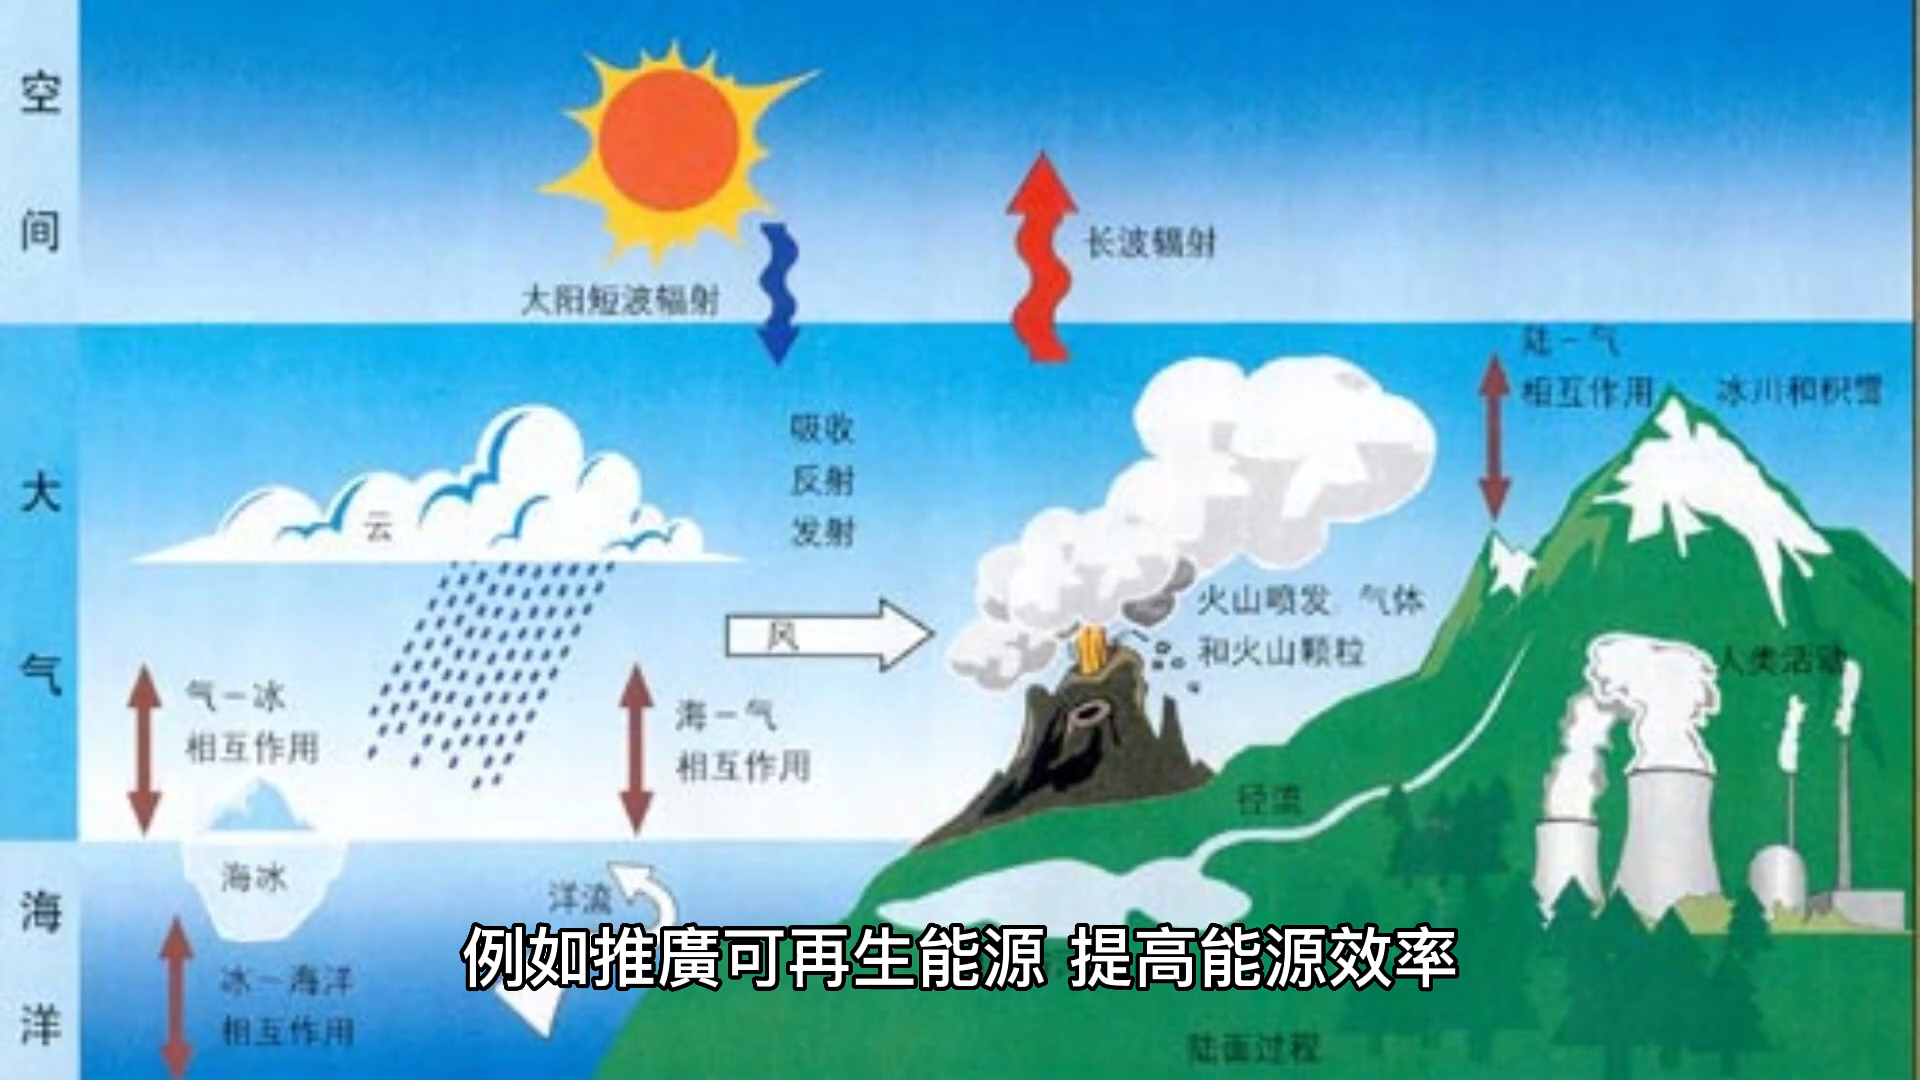 空间
大气
海洋
太阳短波辐射
长波辐射
吸收
反射
发射
云
风
气－冰
相互作用
海－气
相互作用
陆－气
相互作用
冰川和积雪
火山喷发 气体
和火山颗粒
人类活动
径流
海冰
洋流
冰－海洋
相互作用
陆面过程
例如推廣可再生能源 提高能源效率